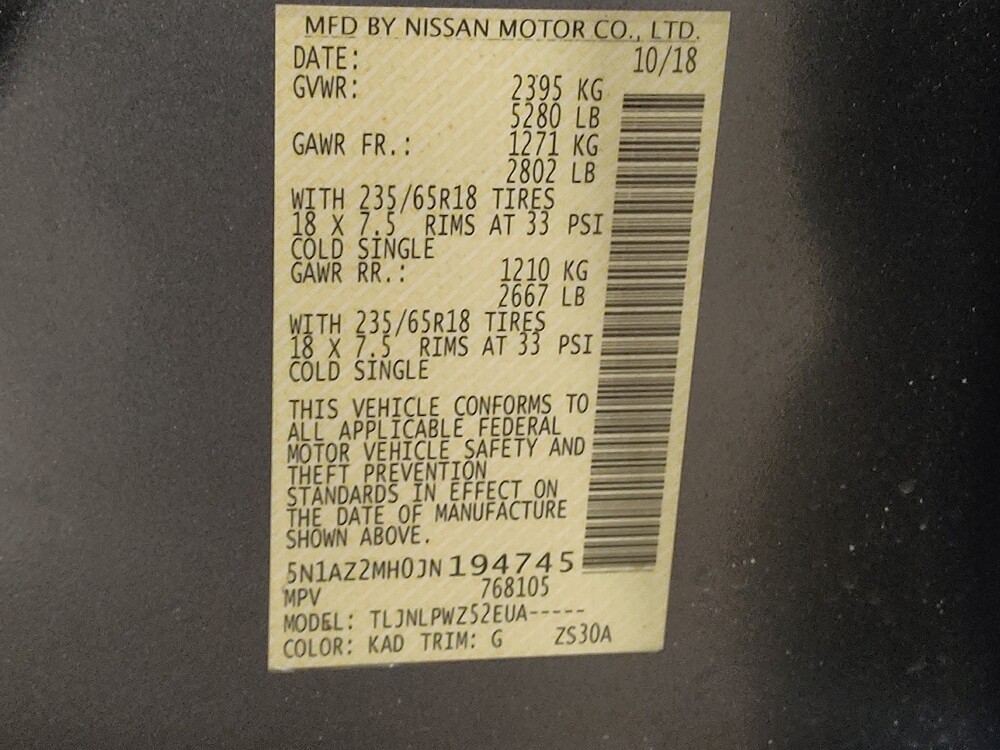 MFD BY NISSAN MOTOR CO., LTD.
DATE: 10/18
GVWR: 2395 KG
5280 LB
GAWR FR.: 1271 KG
2802 LB
WITH 235/65R18 TIRES
18 X 7.5 RIMS AT 33 PSI
COLD SINGLE
GAWR RR.: 1210 KG
2667 LB
WITH 235/65R18 TIRES
18 X 7.5 RIMS AT 33 PSI
COLD SINGLE
THIS VEHICLE CONFORMS TO
ALL APPLICABLE FEDERAL
MOTOR VEHICLE SAFETY AND
THEFT PREVENTION
STANDARDS IN EFFECT ON
THE DATE OF MANUFACTURE
SHOWN ABOVE.
5N1AZ2MH0JN194745
MPV 768105
MODEL: TLJNLPWZ52EUA-----
COLOR: KAD TRIM: G ZS30A